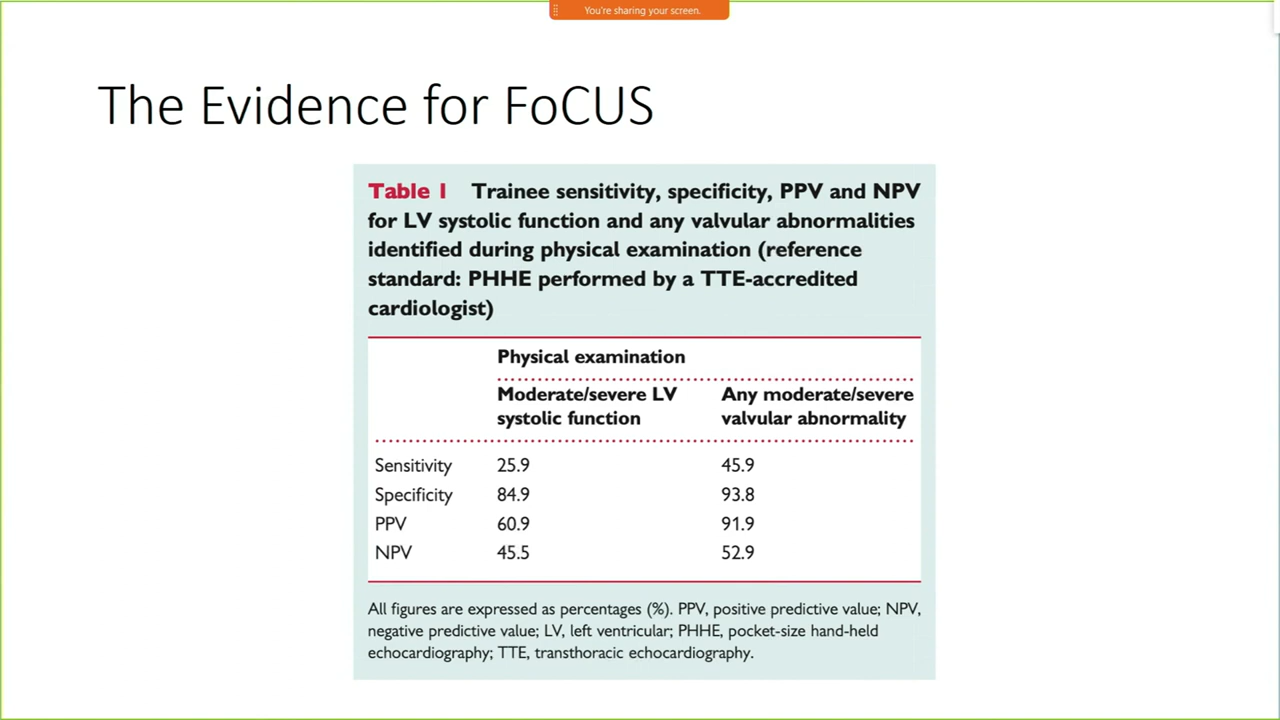 You're sharing your screen.
The Evidence for FoCUS
Table 1 Trainee sensitivity, specificity, PPV and NPV
for LV systolic function and any valvular abnormalities
identified during physical examination (reference
standard: PHHE performed by a TTE-accredited
cardiologist)
Physical examination
Moderate/severe LV Any moderate/severe
systolic function valvular abnormality
Sensitivity 25.9 45.9
Specificity 84.9 93.8
PPV 60.9 91.9
NPV 45.5 52.9
All figures are expressed as percentages (%). PPV, positive predictive value; NPV,
negative predictive value; LV, left ventricular; PHHE, pocket-size hand-held
echocardiography; TTE, transthoracic echocardiography.